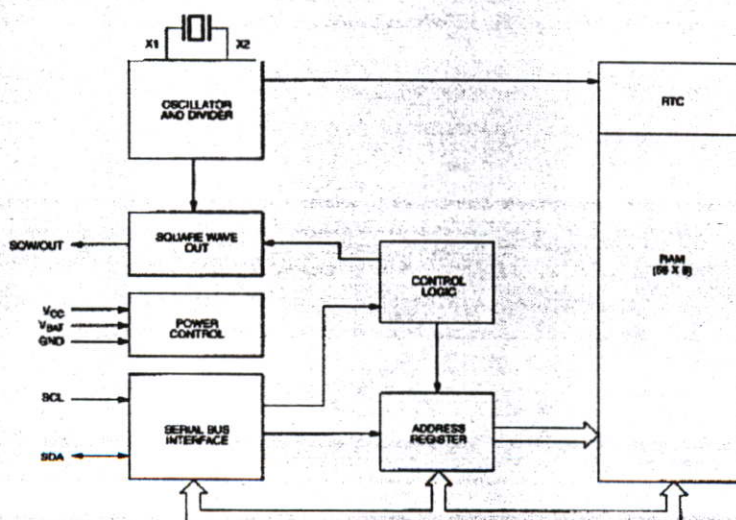 X1
X2
OSCILLATOR
AND DIVIDER
RTC
SQUARE WAVE
OUT
SQW/OUT
CONTROL
LOGIC
RAM
(56 X 8)
VCC
VBAT
GND
POWER
CONTROL
SCL
SERIAL BUS
INTERFACE
ADDRESS
REGISTER
SDA